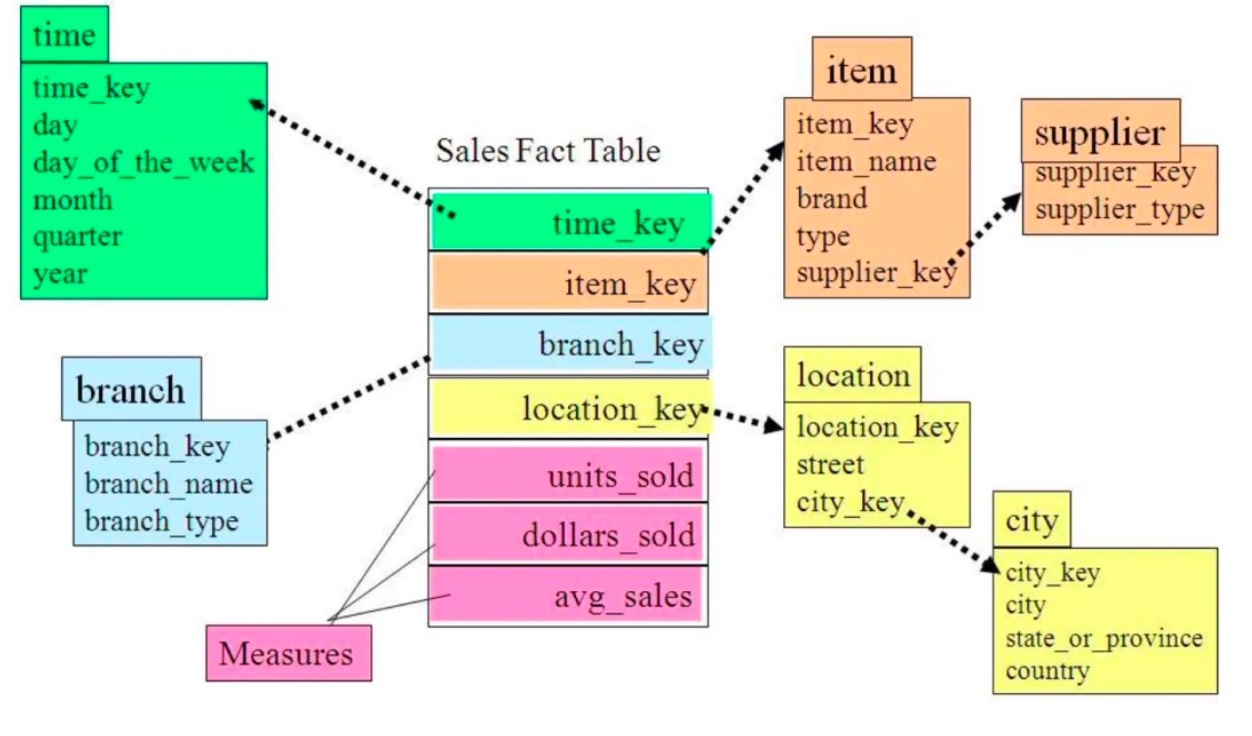 time
time_key
day
day_of_the_week
month
quarter
year
branch
branch_key
branch_name
branch_type
Sales Fact Table
time_key
item_key
branch_key
location_key
units_sold
dollars_sold
avg_sales
Measures
item
item_key
item_name
brand
type
supplier_key
supplier
supplier_key
supplier_type
location
location_key
street
city_key
city
city_key
city
state_or_province
country